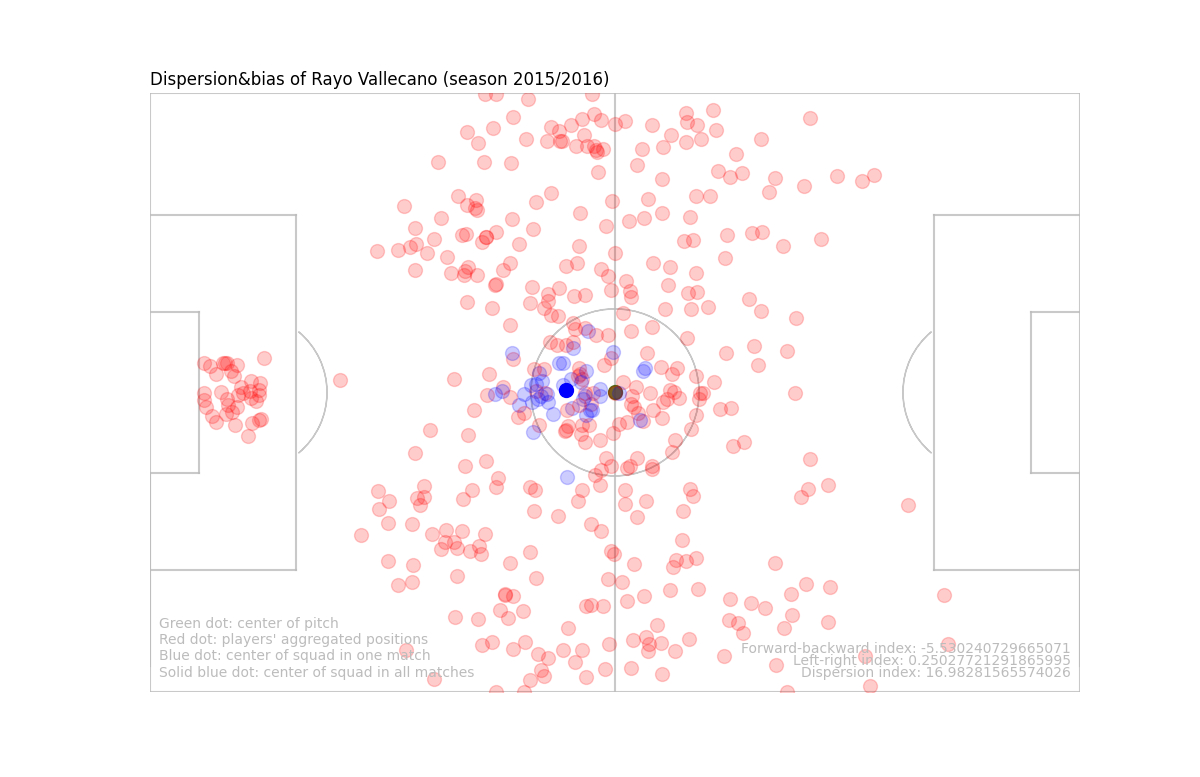 Dispersion&bias of Rayo Vallecano (season 2015/2016)
Green dot: center of pitch
Red dot: players' aggregated positions
Blue dot: center of squad in one match
Solid blue dot: center of squad in all matches
Forward-backward index: -5.530240729665071
Left-right index: 0.25027721291865995
Dispersion index: 16.98281565574026